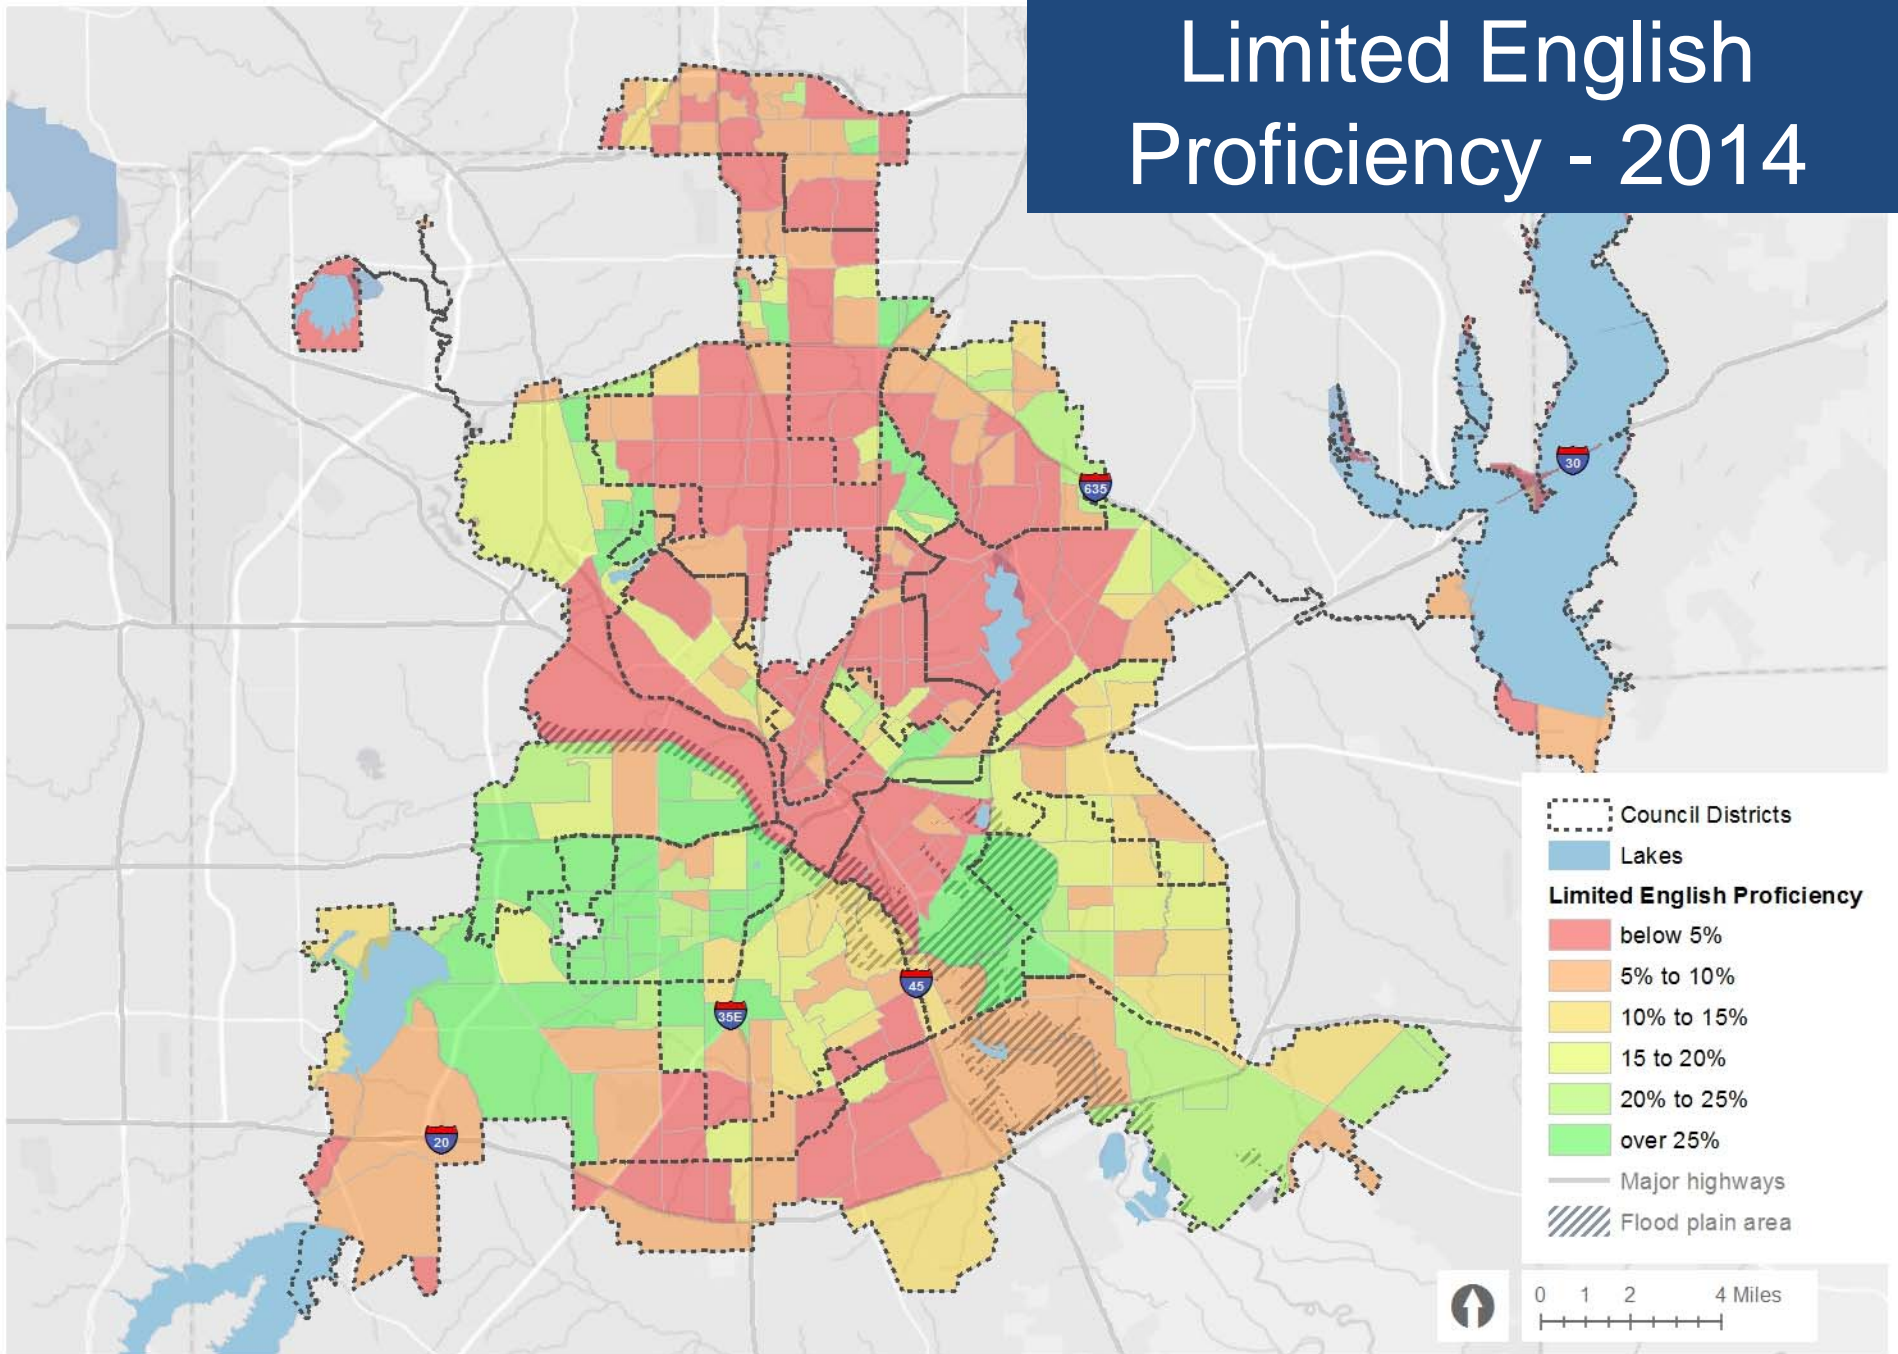 Limited English
Proficiency - 2014
30
635
45
35E
20
Council Districts
Lakes
Limited English Proficiency
below 5%
5% to 10%
10% to 15%
15 to 20%
20% to 25%
over 25%
Major highways
Flood plain area
0 1 2 4 Miles